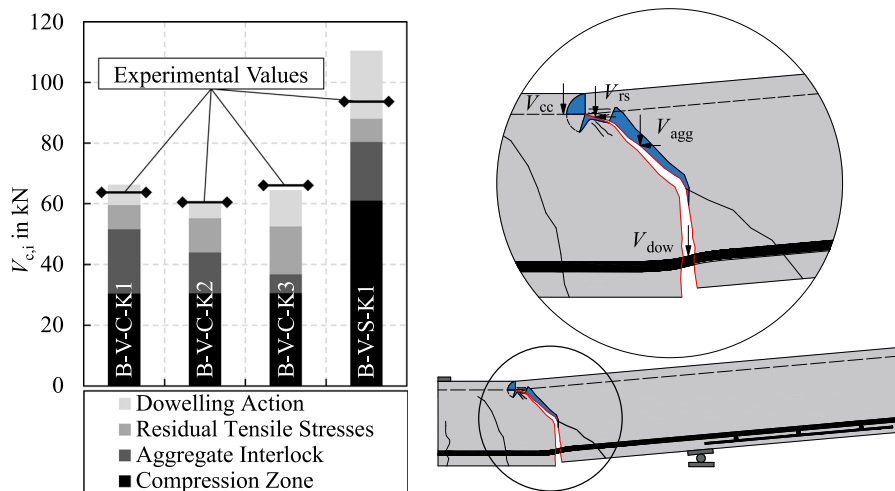 120
100
80
60
40
20
0
V_c,i in kN
Experimental Values
B-V-C-K1
B-V-C-K2
B-V-C-K3
B-V-S-K1
Dowelling Action
Residual Tensile Stresses
Aggregate Interlock
Compression Zone
V_cc
V_rs
V_agg
V_dow